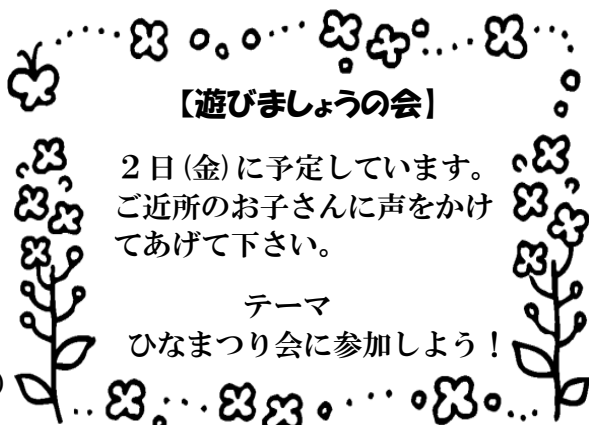 【遊びましょうの会】
２日(金)に予定しています。
ご近所のお子さんに声をかけ
てあげて下さい。
テーマ
ひなまつり会に参加しよう！